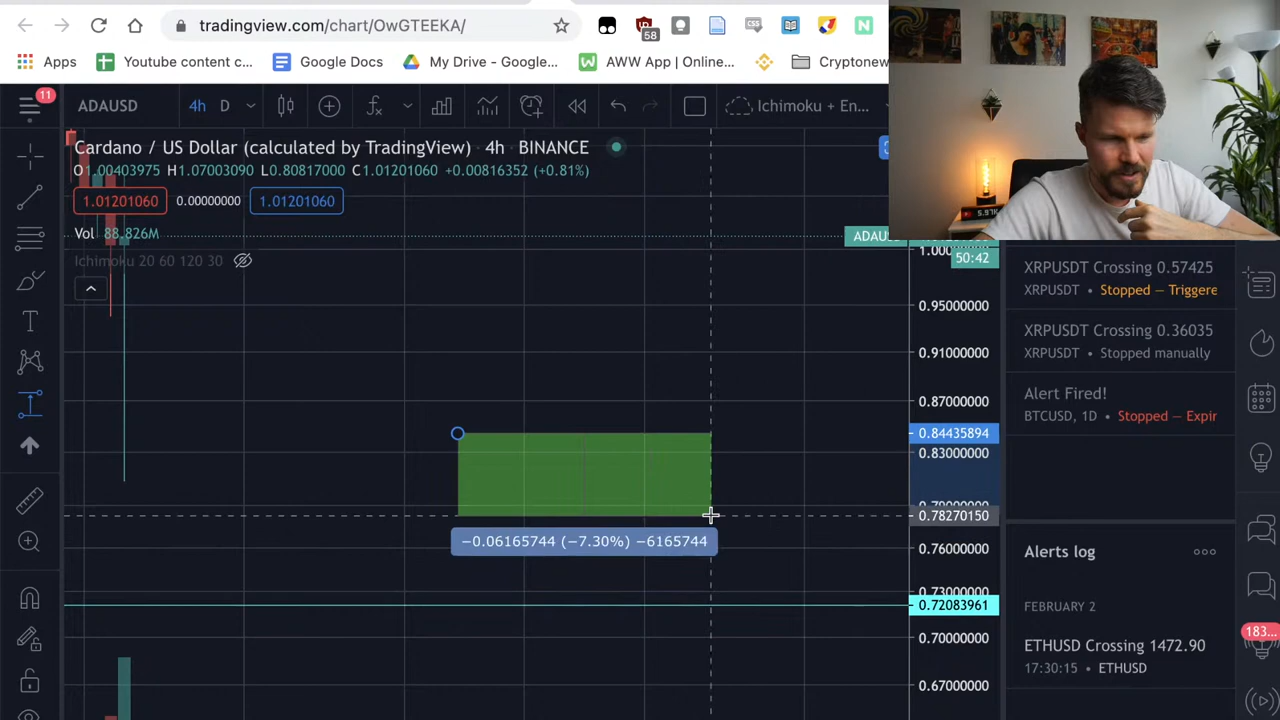 tradingview.com/chart/OwGTEEKA/
58
CSS
N
Apps
Youtube content c...
Google Docs
My Drive – Google...
AWW App | Online...
Cryptonew
11
ADAUSD
4h
D
Ichimoku + En...
Cardano / US Dollar (calculated by TradingView) · 4h · BINANCE
O1.00403975 H1.07003090 L0.80817000 C1.01201060 +0.00816352 (+0.81%)
1.01201060
0.00000000
1.01201060
Vol 88.826M
Ichimoku 20 60 120 30
50:42
0.95000000
0.91000000
0.87000000
0.84435894
0.83000000
0.78270150
−0.06165744 (−7.30%) −6165744
0.76000000
0.73000000
0.72083961
0.70000000
0.67000000
XRPUSDT Crossing 0.57425
XRPUSDT • Stopped — Triggere
XRPUSDT Crossing 0.36035
XRPUSDT • Stopped manually
Alert Fired!
BTCUSD, 1D • Stopped — Expir
Alerts log
FEBRUARY 2
ETHUSD Crossing 1472.90
17:30:15 • ETHUSD
183...